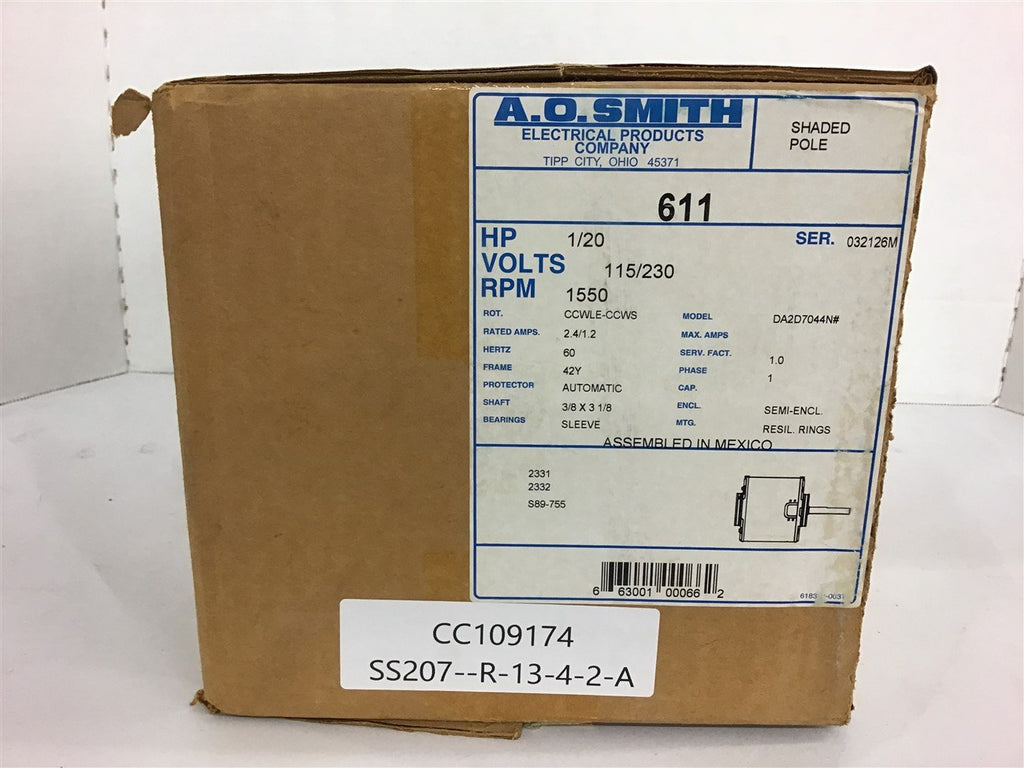 A.O.SMITH
ELECTRICAL PRODUCTS
COMPANY
TIPP CITY, OHIO 45371
SHADED
POLE
611
HP 1/20
SER. 032126M
VOLTS 115/230
RPM 1550
ROT. CCWLE-CCWS
MODEL DA2D7044N#
RATED AMPS. 2.4/1.2
MAX. AMPS
HERTZ 60
SERV. FACT. 1.0
FRAME 42Y
PHASE 1
PROTECTOR AUTOMATIC
CAP.
SHAFT 3/8 X 3 1/8
ENCL. SEMI-ENCL.
BEARINGS SLEEVE
MTG. RESIL. RINGS
ASSEMBLED IN MEXICO
2331
2332
S89-755
6 63001 00066 2
CC109174
SS207--R-13-4-2-A